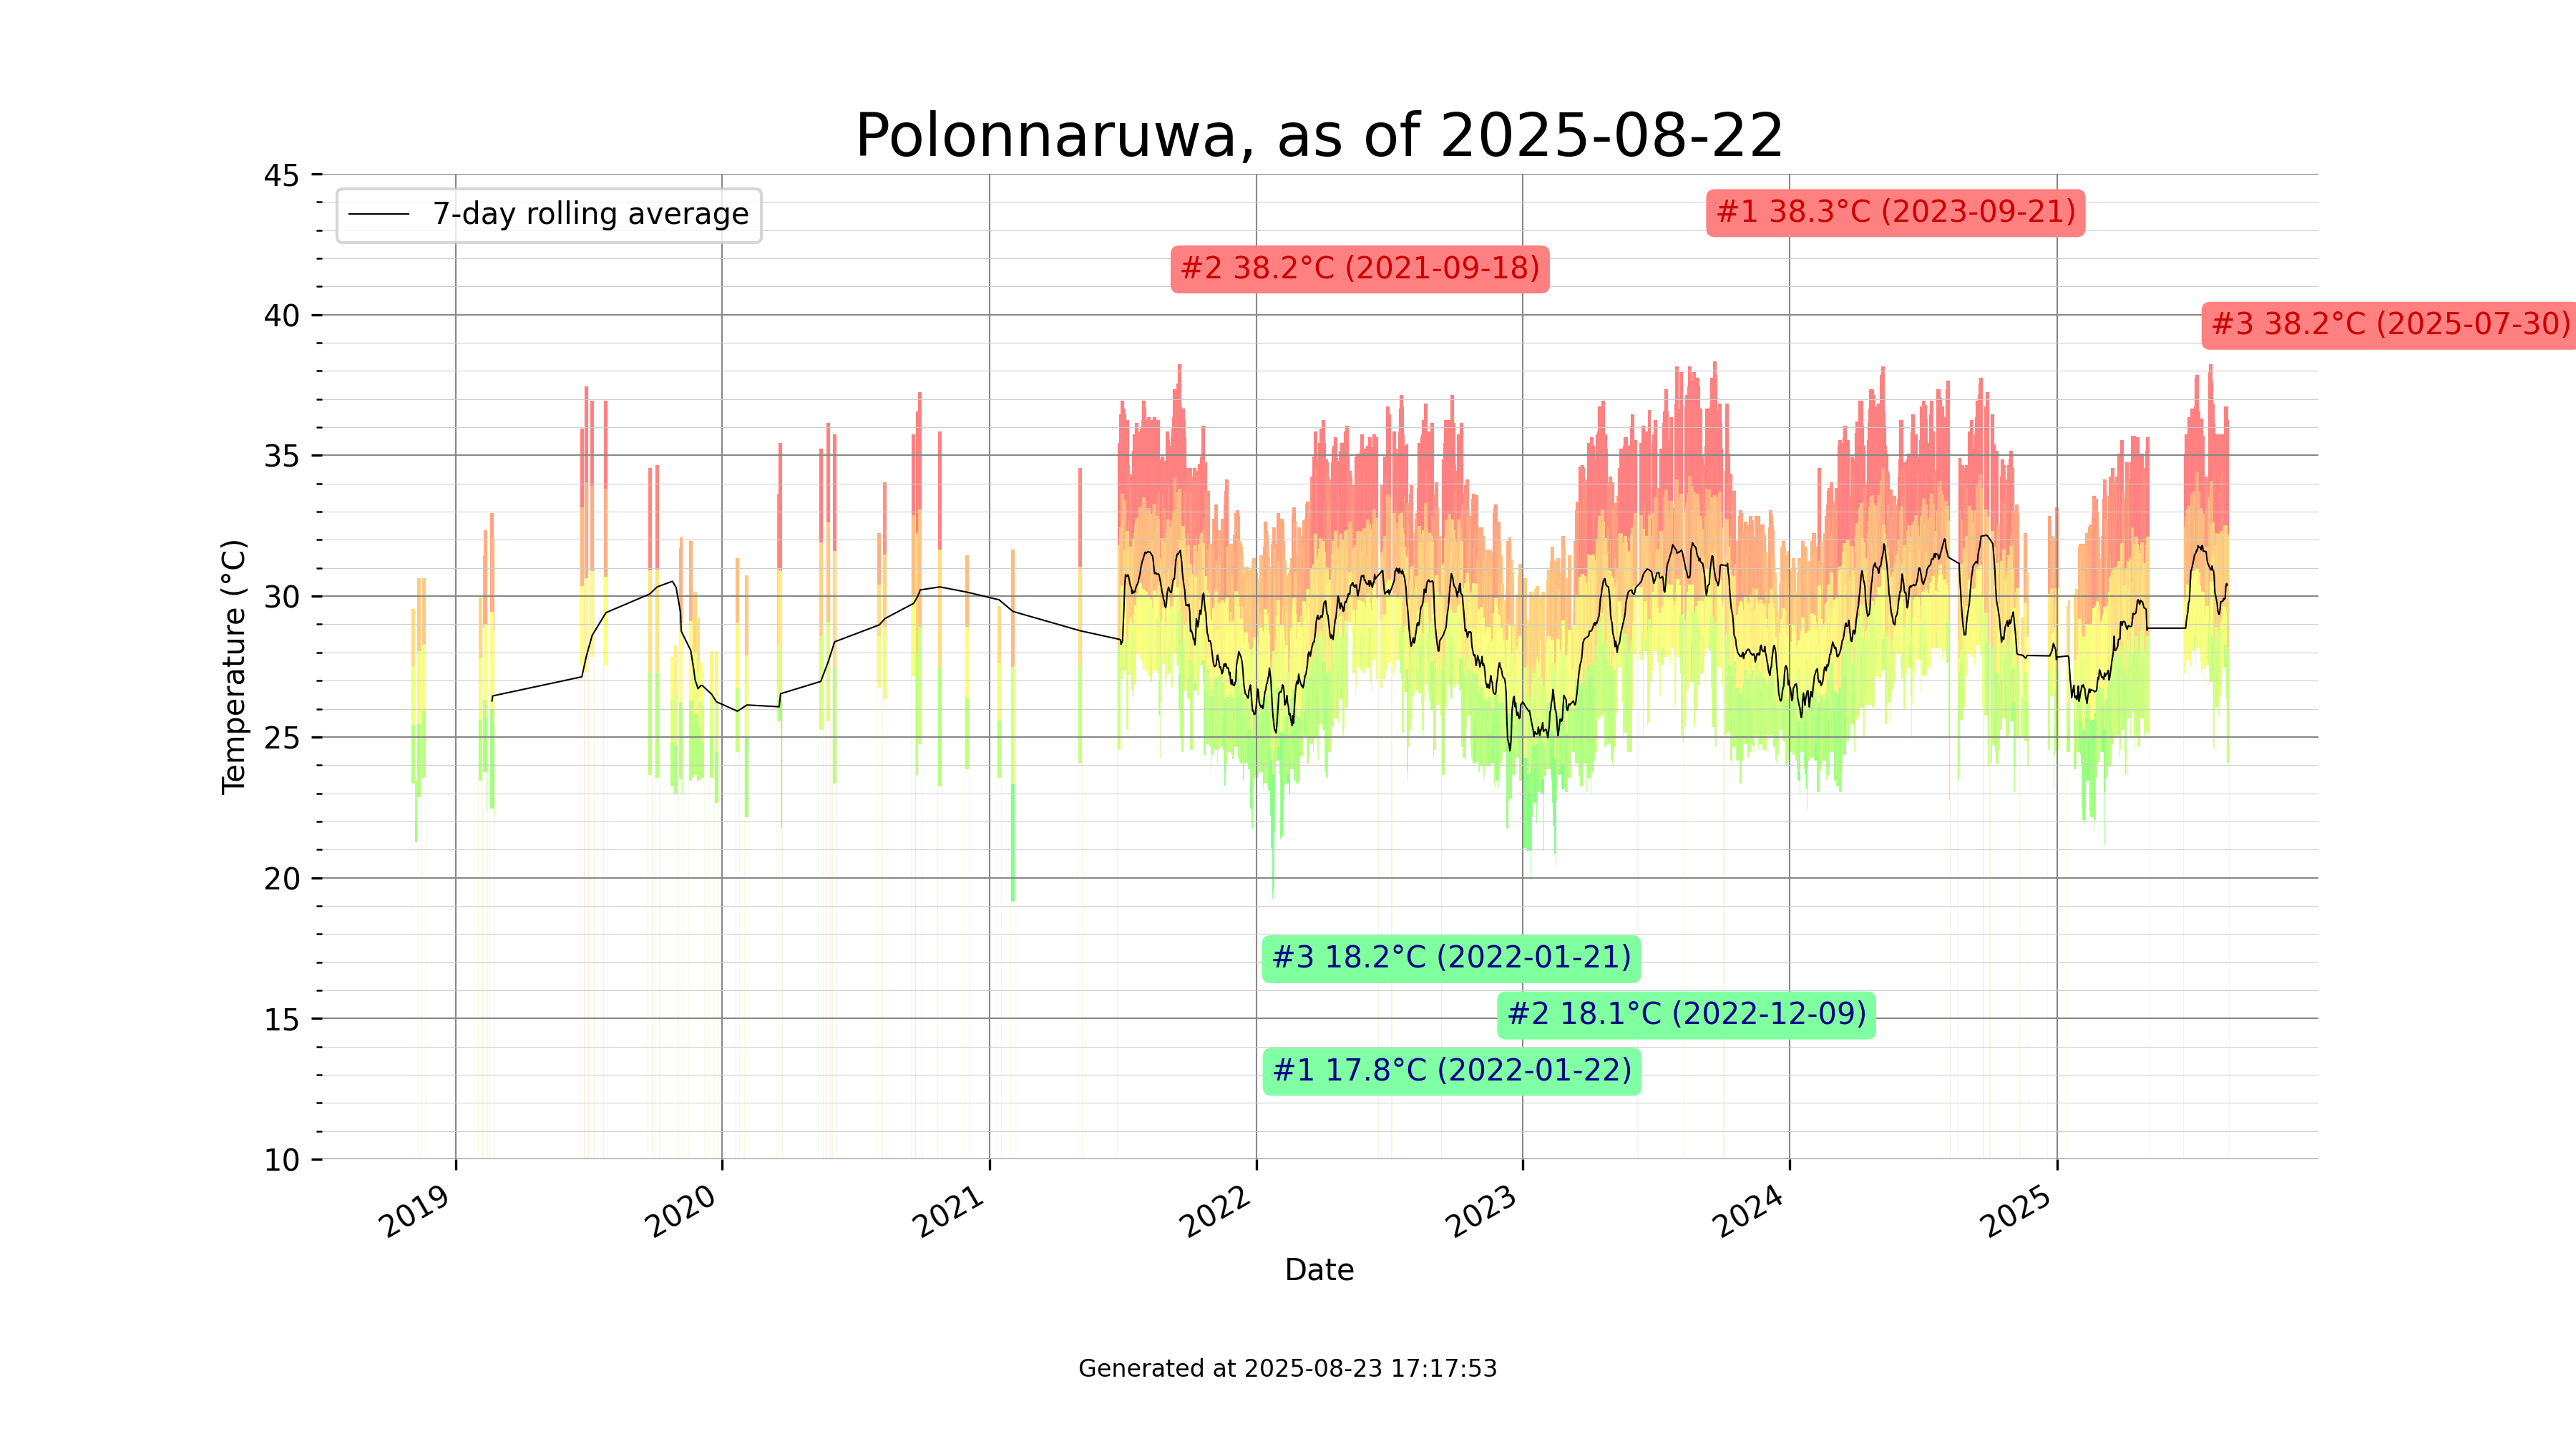 Polonnaruwa, as of 2025-08-22
45
7-day rolling average
#1 38.3°C (2023-09-21)
#2 38.2°C (2021-09-18)
40
#3 38.2°C (2025-07-30)
35
30
Temperature (°C)
25
20
#3 18.2°C (2022-01-21)
15
#2 18.1°C (2022-12-09)
#1 17.8°C (2022-01-22)
10
2019 2020 2021 2022 2023 2024 2025
Date
Generated at 2025-08-23 17:17:53